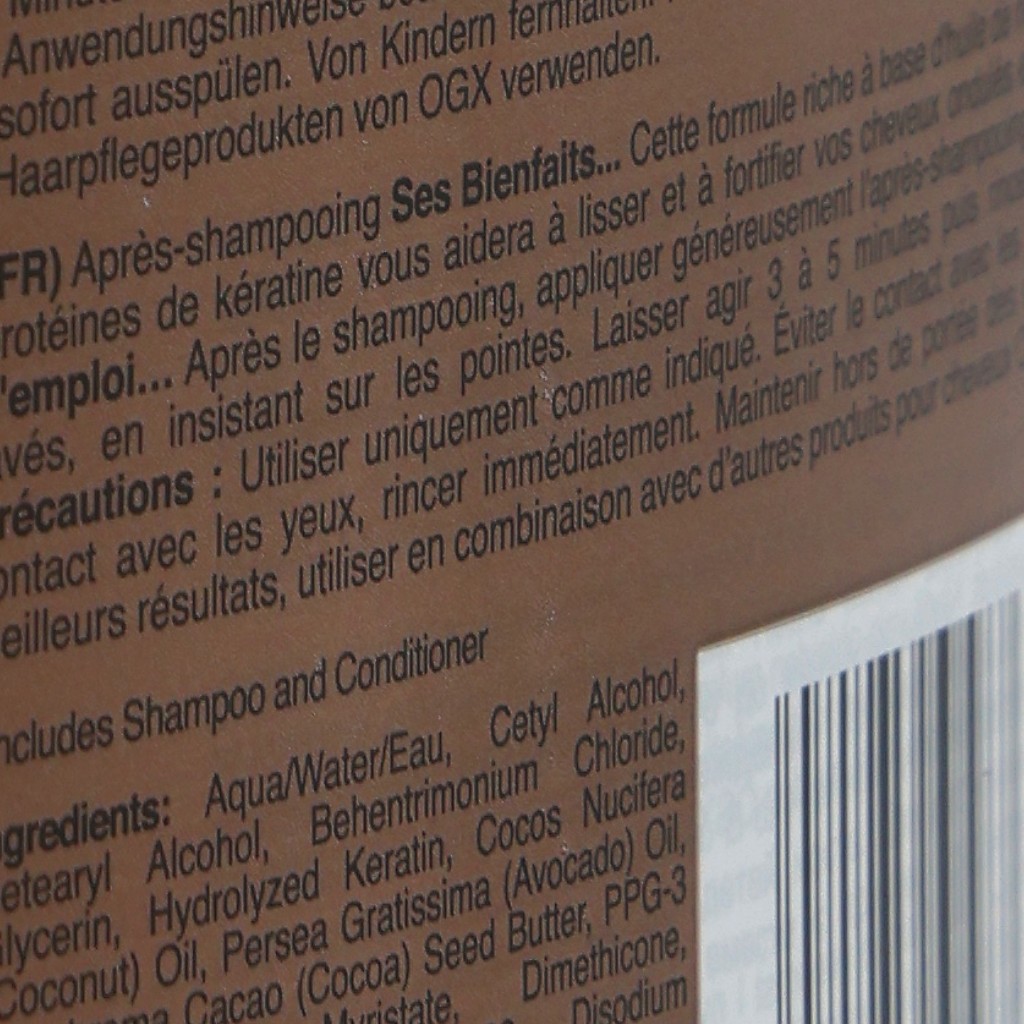 Anwendungshinweise
sofort ausspülen. Von Kindern fernhalten.
Haarpflegeprodukten von OGX verwenden.
FR) Après-shampooing Ses Bienfaits... Cette formule riche à base d'huile de
rotéines de kératine vous aidera à lisser et à fortifier vos cheveux ondulés
'emploi... Après le shampooing, appliquer généreusement l'après-shampooing
avés, en insistant sur les pointes. Laisser agir 3 à 5 minutes puis
récautions : Utiliser uniquement comme indiqué. Éviter le contact avec les
ontact avec les yeux, rincer immédiatement. Maintenir hors de portée des
eilleurs résultats, utiliser en combinaison avec d'autres produits pour cheveux
ncludes Shampoo and Conditioner
ngredients: Aqua/Water/Eau, Cetyl Alcohol,
etearyl Alcohol, Behentrimonium Chloride,
Glycerin, Hydrolyzed Keratin, Cocos Nucifera
Coconut) Oil, Persea Gratissima (Avocado) Oil,
Cacao (Cocoa) Seed Butter, PPG-3
Myristate, Dimethicone,
Disodium